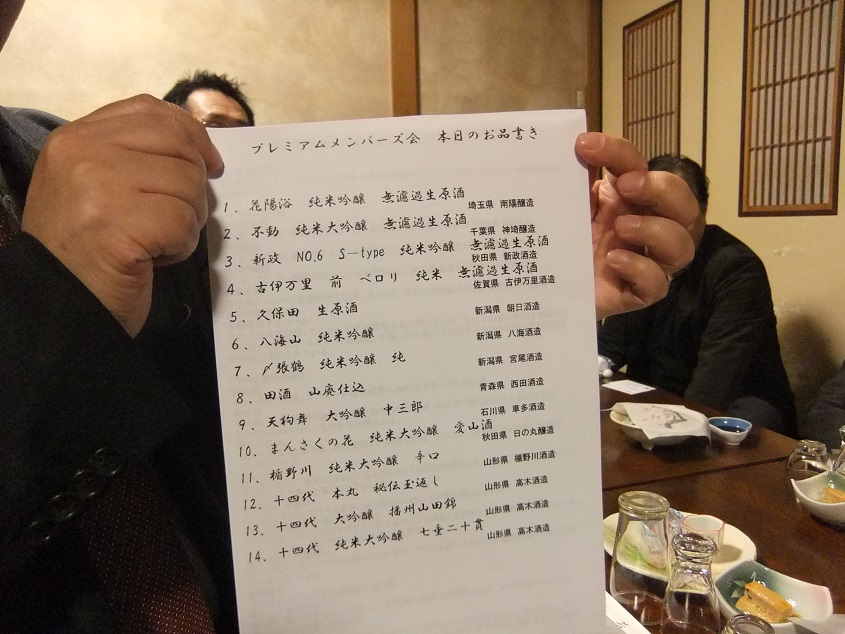 プレミアムメンバーズ会 本日のお品書き
1、花陽浴 純米吟醸 無濾過生原酒 埼玉県 南陽醸造
2、不動 純米大吟醸 無濾過生原酒 千葉県 神埼醸造
3、新政 NO,6 S－type 純米吟醸 無濾過生原酒 秋田県 新政酒造
4、古伊万里 前 ベロリ 純米 無濾過生原酒 佐賀県 古伊万里酒造
5、久保田 生原酒 新潟県 朝日酒造
6、八海山 純米吟醸 新潟県 八海酒造
7、〆張鶴 純米吟醸 純 新潟県 宮尾酒造
8、田酒 山廃仕込 青森県 西田酒造
9、天狗舞 大吟醸 中三郎 石川県 車多酒造
10、まんさくの花 純米大吟醸 愛山酒 秋田県 日の丸醸造
11、楯野川 純米大吟醸 辛口 山形県 楯野川酒造
12、十四代 本丸 秘伝玉返し 山形県 高木酒造
13、十四代 大吟醸 播州山田錦 山形県 高木酒造
14、十四代 純米大吟醸 七垂二十貫 山形県 高木酒造